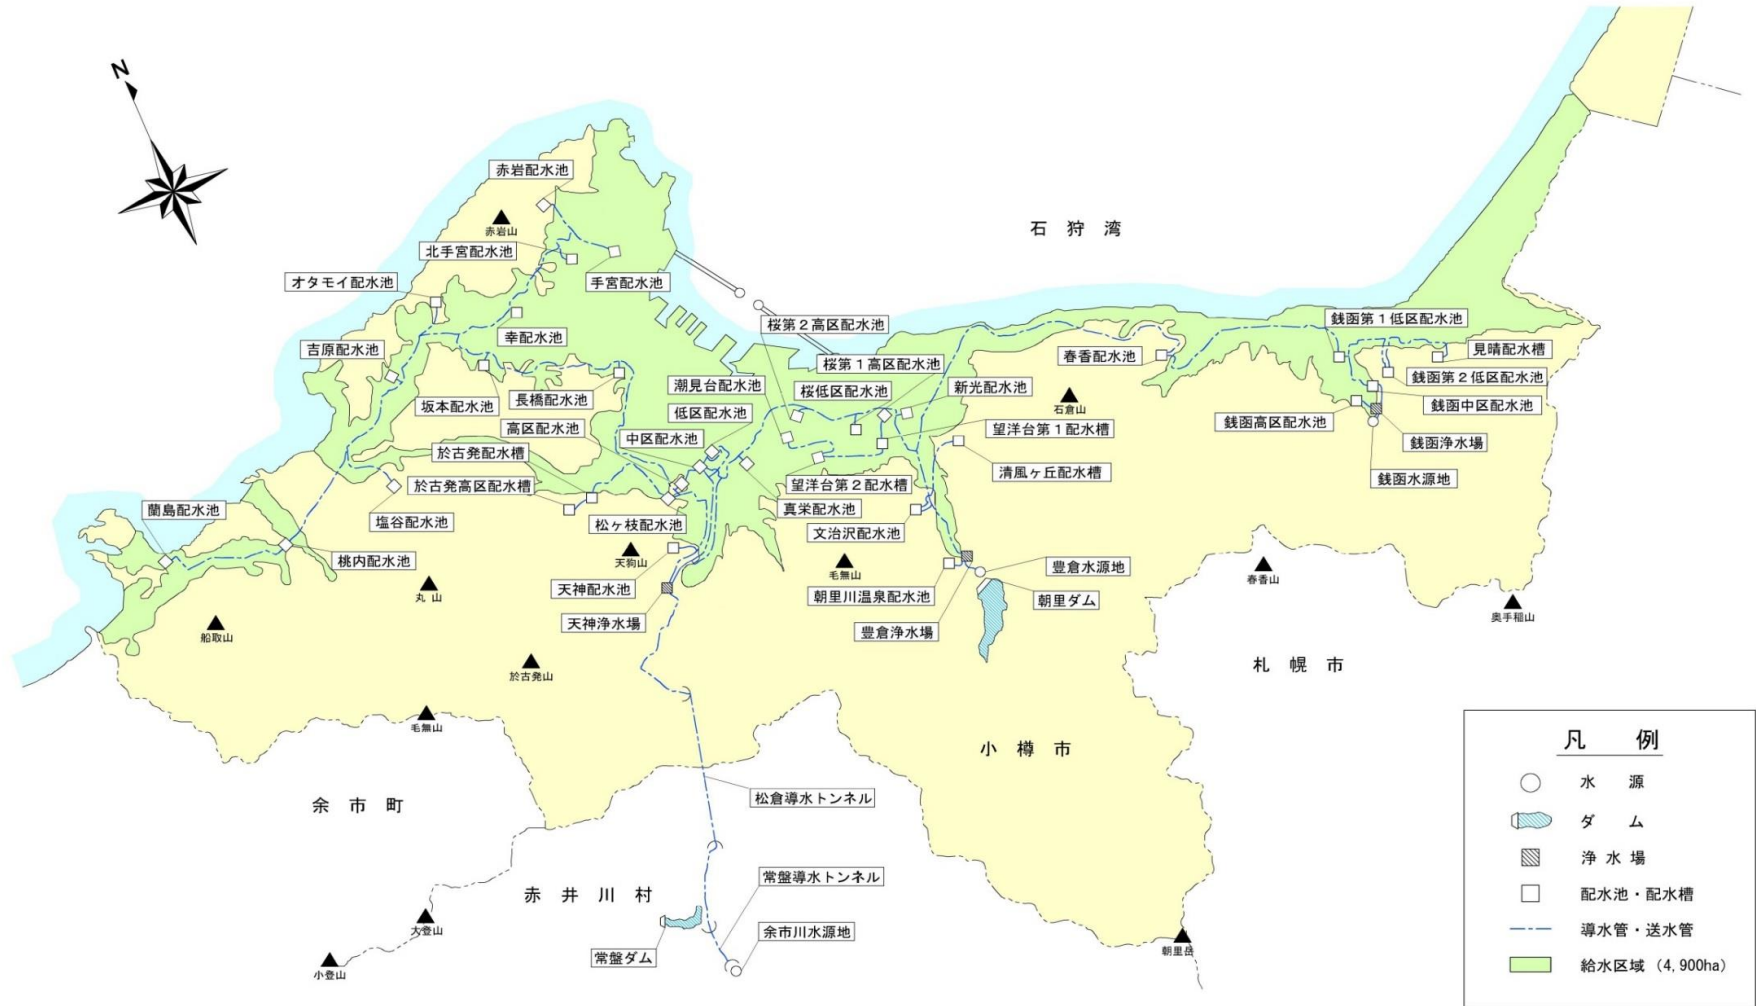 N
石狩湾
赤岩配水池
赤岩山
北手宮配水池
手宮配水池
オタモイ配水池
幸配水池
吉原配水池
坂本配水池
長橋配水池
高区配水池
於古発配水槽
於古発高区配水槽
塩谷配水池
蘭島配水池
桃内配水池
丸山
船取山
於古発山
毛無山
桜第2高区配水池
桜第1高区配水池
潮見台配水池
桜低区配水池
新光配水池
低区配水池
中区配水池
望洋台第1配水槽
望洋台第2配水槽
清風ヶ丘配水槽
真栄配水池
松ヶ枝配水池
文治沢配水池
天狗山
天神配水池
天神浄水場
毛無山
朝里川温泉配水池
豊倉水源地
朝里ダム
豊倉浄水場
石倉山
春香配水池
銭函第1低区配水池
見晴配水槽
銭函第2低区配水池
銭函中区配水池
銭函高区配水池
銭函浄水場
銭函水源地
春香山
奥手稲山
札幌市
小樽市
余市町
赤井川村
松倉導水トンネル
常盤導水トンネル
余市川水源地
常盤ダム
大登山
小登山
朝里岳
凡例
水源
ダム
浄水場
配水池・配水槽
導水管・送水管
給水区域(4,900ha)